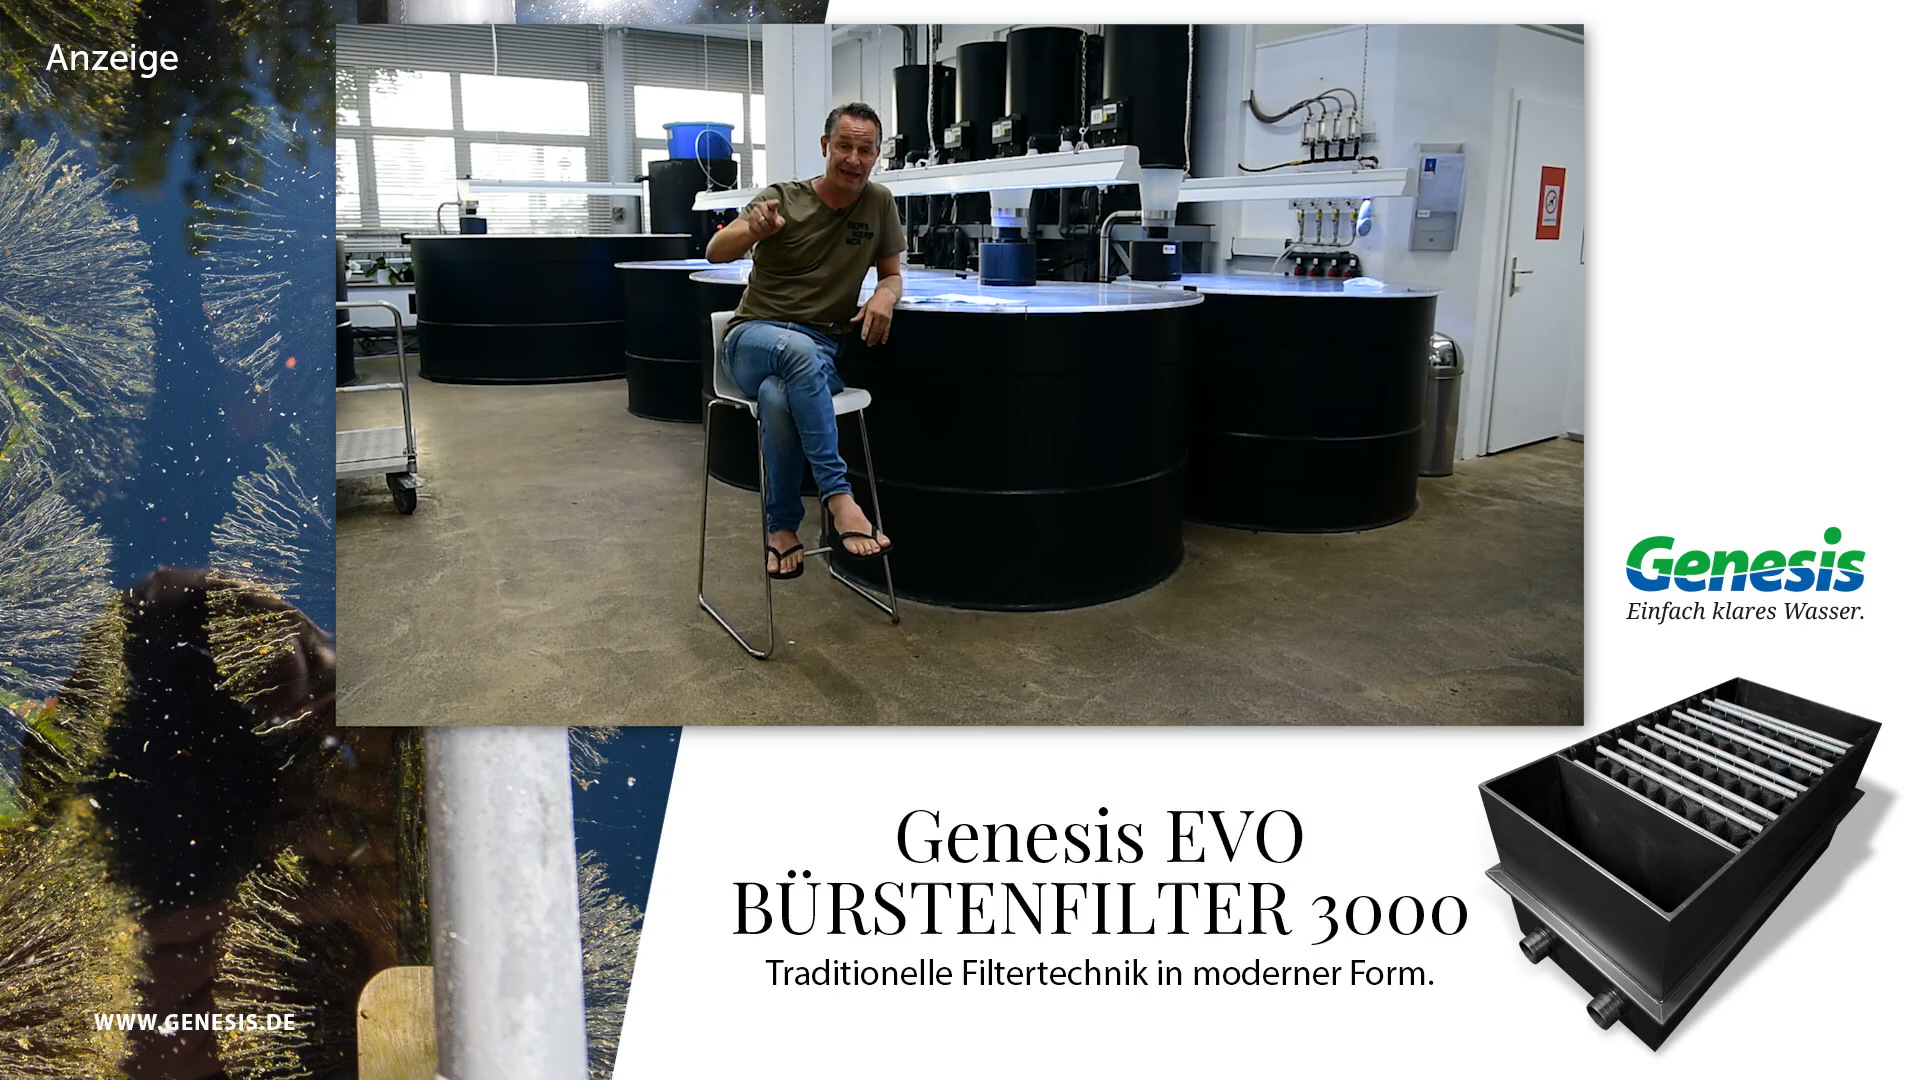 Anzeige
Genesis
Einfach klares Wasser.
Genesis EVO
BÜRSTENFILTER 3000
Traditionelle Filtertechnik in moderner Form.
WWW.GENESIS.DE